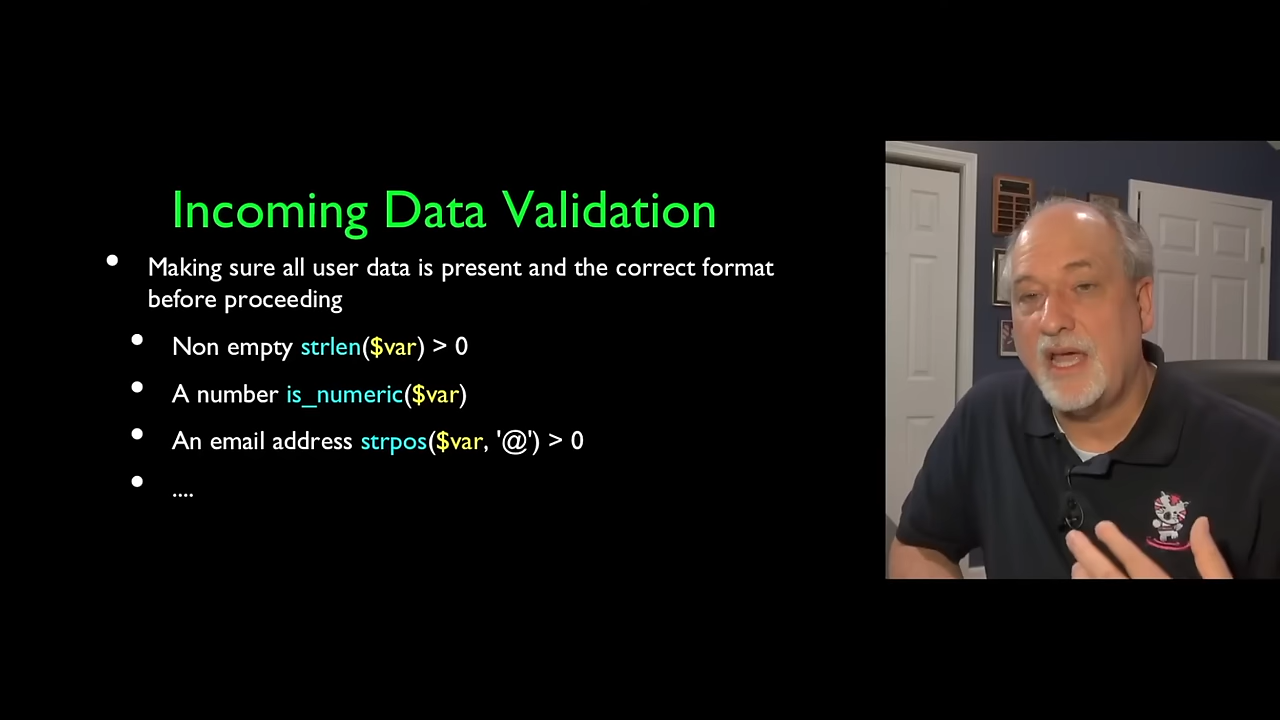 Incoming Data Validation
• Making sure all user data is present and the correct format
before proceeding
• Non empty strlen($var) > 0
• A number is_numeric($var)
• An email address strpos($var, '@') > 0
• ....